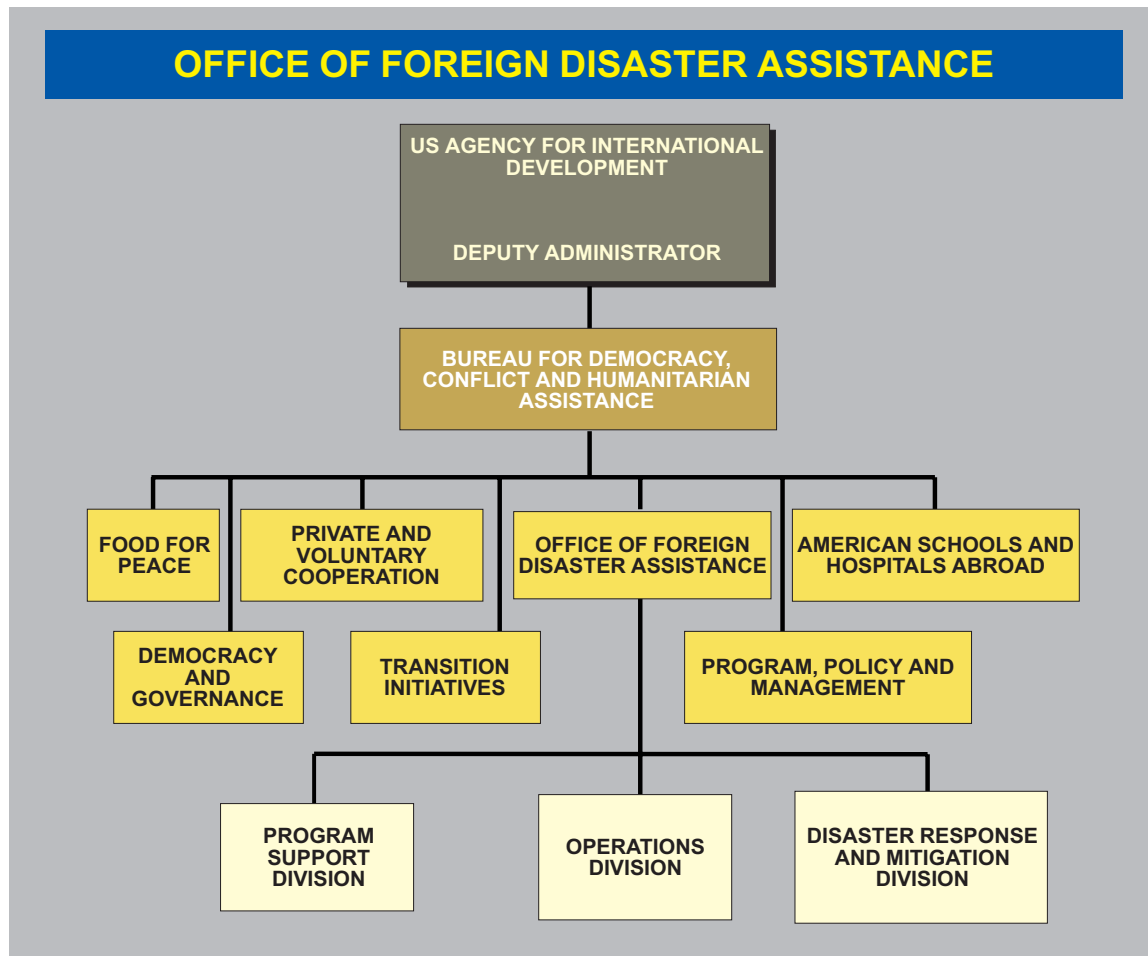 OFFICE OF FOREIGN DISASTER ASSISTANCE
US AGENCY FOR INTERNATIONAL
DEVELOPMENT
DEPUTY ADMINISTRATOR
BUREAU FOR DEMOCRACY,
CONFLICT AND HUMANITARIAN
ASSISTANCE
FOOD FOR
PEACE
PRIVATE AND
VOLUNTARY
COOPERATION
OFFICE OF FOREIGN
DISASTER ASSISTANCE
AMERICAN SCHOOLS AND
HOSPITALS ABROAD
DEMOCRACY
AND
GOVERNANCE
TRANSITION
INITIATIVES
PROGRAM, POLICY AND
MANAGEMENT
PROGRAM
SUPPORT
DIVISION
OPERATIONS
DIVISION
DISASTER RESPONSE
AND MITIGATION
DIVISION